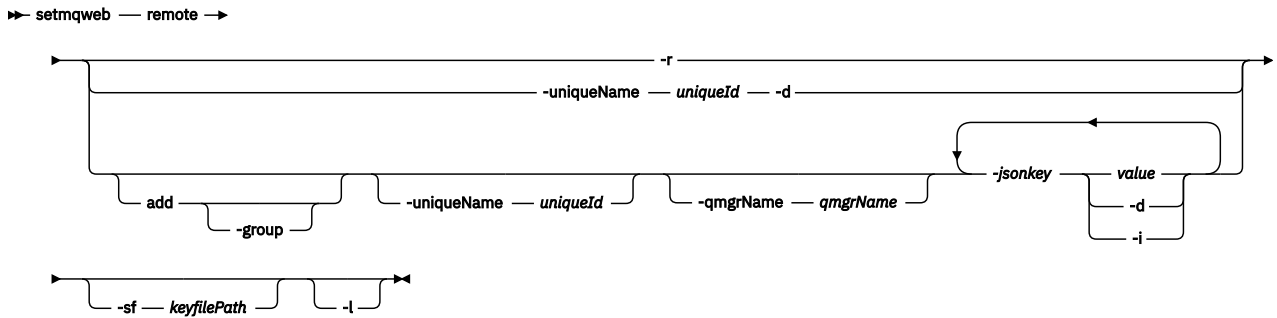 setmqweb remote
-r
-uniqueName uniqueId -d
-jsonkey value
add -uniqueName uniqueId -qmgrName qmgrName
-d
-group
-i
-sf keyfilePath -l